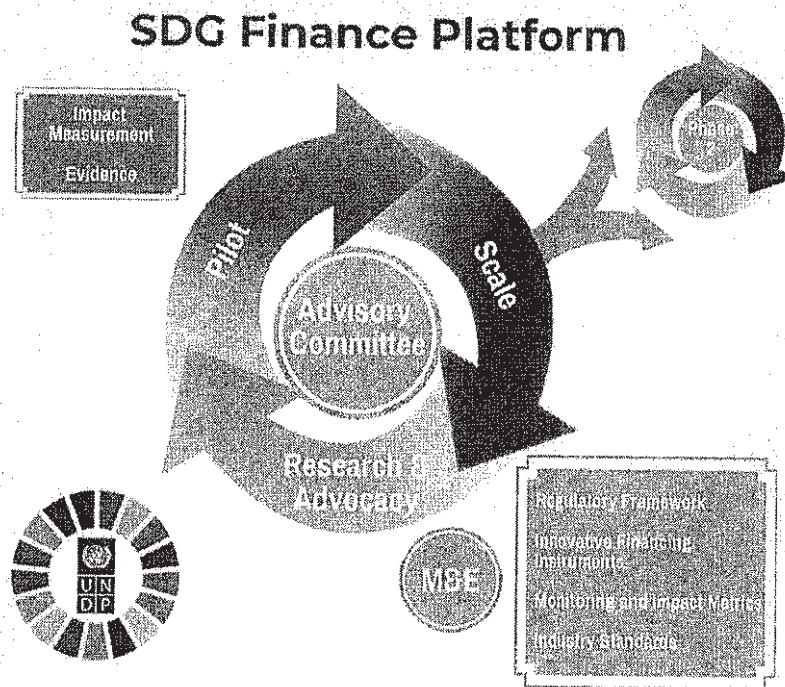 SDG Finance Platform
Impact
Measurement
Evidence
Phase
Pilot
Scale
Advisory
Committee
Research &
Advocacy
Regulatory Framework
Innovative Financing
Instruments
Monitoring and Impact Metrics
Industry Standards
UN
DP